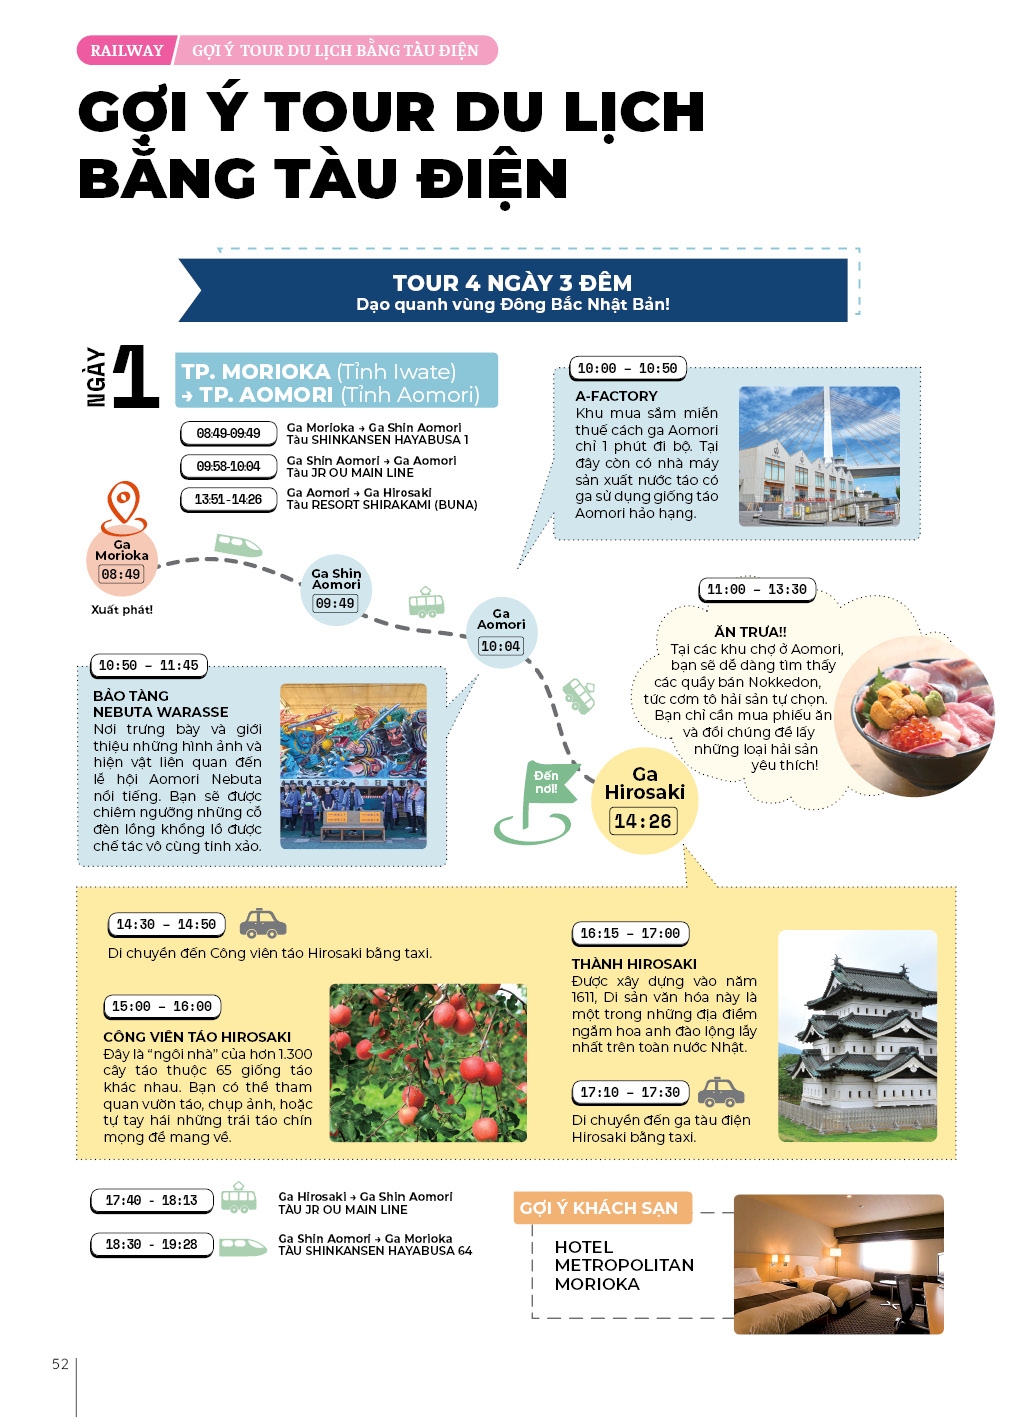 RAILWAY GỢI Ý TOUR DU LỊCH BẰNG TÀU ĐIỆN
GỢI Ý TOUR DU LỊCH
BẰNG TÀU ĐIỆN
TOUR 4 NGÀY 3 ĐÊM
Dạo quanh vùng Đông Bắc Nhật Bản!
NGÀY 1
TP. MORIOKA (Tỉnh Iwate)
→ TP. AOMORI (Tỉnh Aomori)
08:49-09:49
Ga Morioka → Ga Shin Aomori
Tàu SHINKANSEN HAYABUSA 1
09:58-10:04
Ga Shin Aomori → Ga Aomori
Tàu JR OU MAIN LINE
13:51-14:26
Ga Aomori → Ga Hirosaki
Tàu RESORT SHIRAKAMI (BUNA)
10:00 – 10:50
A-FACTORY
Khu mua sắm miễn
thuế cách ga Aomori
chỉ 1 phút đi bộ. Tại
đây còn có nhà máy
sản xuất nước táo có
ga sử dụng giống táo
Aomori hảo hạng.
Ga
Morioka
08:49
Xuất phát!
Ga Shin
Aomori
09:49
Ga
Aomori
10:04
11:00 – 13:30
ĂN TRƯA!!
Tại các khu chợ ở Aomori,
bạn sẽ dễ dàng tìm thấy
các quầy bán Nokkedon,
tức cơm tô hải sản tự chọn.
Bạn chỉ cần mua phiếu ăn
và đổi chúng để lấy
những loại hải sản
yêu thích!
10:50 – 11:45
BẢO TÀNG
NEBUTA WARASSE
Nơi trưng bày và giới
thiệu những hình ảnh và
hiện vật liên quan đến
lễ hội Aomori Nebuta
nổi tiếng. Bạn sẽ được
chiêm ngưỡng những cỗ
đèn lồng khổng lồ được
chế tác vô cùng tinh xảo.
Đến
nơi!
Ga
Hirosaki
14:26
14:30 – 14:50
Di chuyển đến Công viên táo Hirosaki bằng taxi.
15:00 – 16:00
CÔNG VIÊN TÁO HIROSAKI
Đây là “ngôi nhà” của hơn 1.300
cây táo thuộc 65 giống táo
khác nhau. Bạn có thể tham
quan vườn táo, chụp ảnh, hoặc
tự tay hái những trái táo chín
mọng để mang về.
16:15 – 17:00
THÀNH HIROSAKI
Được xây dựng vào năm
1611, Di sản văn hóa này là
một trong những địa điểm
ngắm hoa anh đào lộng lẫy
nhất trên toàn nước Nhật.
17:10 – 17:30
Di chuyển đến ga tàu điện
Hirosaki bằng taxi.
17:40 - 18:13
Ga Hirosaki → Ga Shin Aomori
TÀU JR OU MAIN LINE
18:30 - 19:28
Ga Shin Aomori → Ga Morioka
TÀU SHINKANSEN HAYABUSA 64
GỢI Ý KHÁCH SẠN
HOTEL
METROPOLITAN
MORIOKA
52